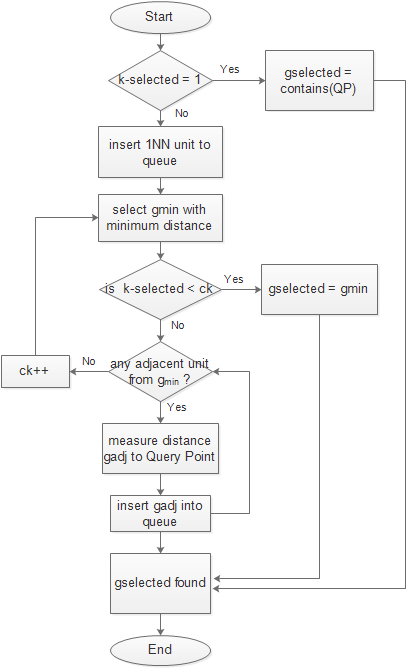 Start
k-selected = 1
Yes
gselected =
contains(QP)
No
insert 1NN unit to
queue
select gmin with
minimum distance
is k-selected < ck
Yes
gselected = gmin
No
any adjacent unit
from gmin ?
No
ck++
Yes
measure distance
gadj to Query Point
insert gadj into
queue
gselected found
End